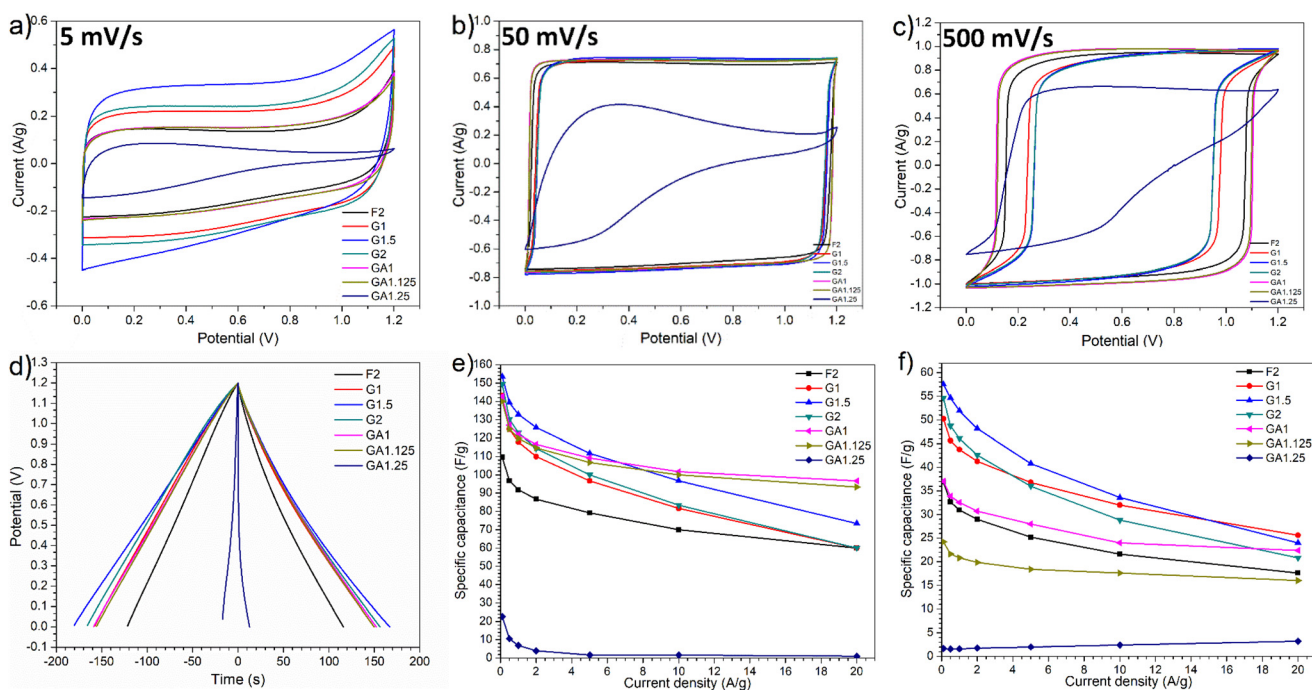 a) 5 mV/s
0.6
0.4
0.2
0.0
-0.2
-0.4
-0.6
Current (A/g)
F2
G1
G1.5
G2
GA1
GA1.125
GA1.25
0.0 0.2 0.4 0.6 0.8 1.0 1.2
Potential (V)
b) 50 mV/s
1.0
0.8
0.6
0.4
0.2
0.0
-0.2
-0.4
-0.6
-0.8
-1.0
Current (A/g)
F2
G1
G1.5
G2
GA1
GA1.125
GA1.25
0.0 0.2 0.4 0.6 0.8 1.0 1.2
Potential (V)
c) 500 mV/s
1.2
1.0
0.8
0.6
0.4
0.2
0.0
-0.2
-0.4
-0.6
-0.8
-1.0
-1.2
Current (A/g)
F2
G1
G1.5
G2
GA1
GA1.125
GA1.25
0.0 0.2 0.4 0.6 0.8 1.0 1.2
Potential (V)
d)
1.3
1.2
1.1
1.0
0.9
0.8
0.7
0.6
0.5
0.4
0.3
0.2
0.1
0.0
-0.1
Potential (V)
F2
G1
G1.5
G2
GA1
GA1.125
GA1.25
-200 -150 -100 -50 0 50 100 150 200
Time (s)
e)
160
150
140
130
120
110
100
90
80
70
60
50
40
30
20
10
0
Specific capacitance (F/g)
F2
G1
G1.5
G2
GA1
GA1.125
GA1.25
0 2 4 6 8 10 12 14 16 18 20
Current density (A/g)
f)
60
55
50
45
40
35
30
25
20
15
10
5
0
Specific capacitance (F/g)
F2
G1
G1.5
G2
GA1
GA1.125
GA1.25
0 2 4 6 8 10 12 14 16 18 20
Current density (A/g)